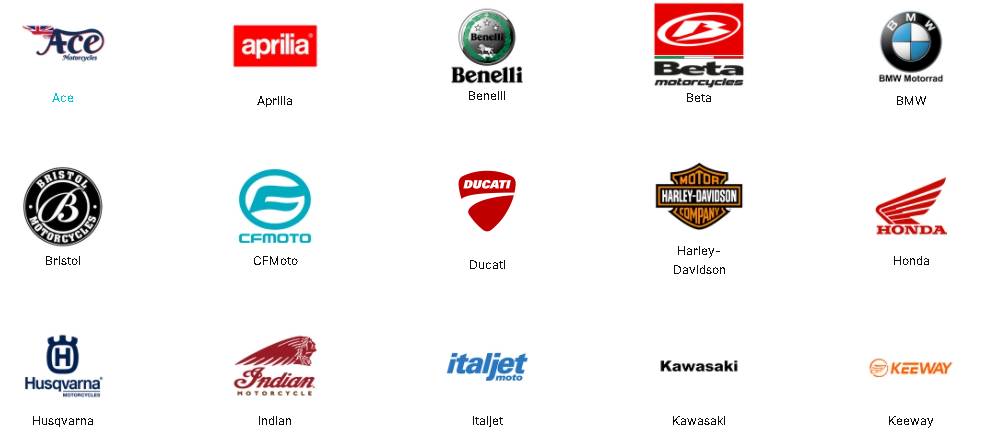 Ace
Motorcycles
Ace
aprilia
Aprilia
Benelli
Benelli
Benelli
Beta
motorcycles
Beta
BMW
BMW Motorrad
BMW
BRISTOL
B
MOTORCYCLES
Bristol
CFMOTO
CFMoto
DUCATI
Ducati
MOTOR
HARLEY-DAVIDSON
COMPANY
Harley-
Davidson
HONDA
Honda
H
Husqvarna
MOTORCYCLES
Husqvarna
Indian
MOTORCYCLE
Indian
italjet
moto
Italjet
Kawasaki
Kawasaki
KEEWAY
Keeway